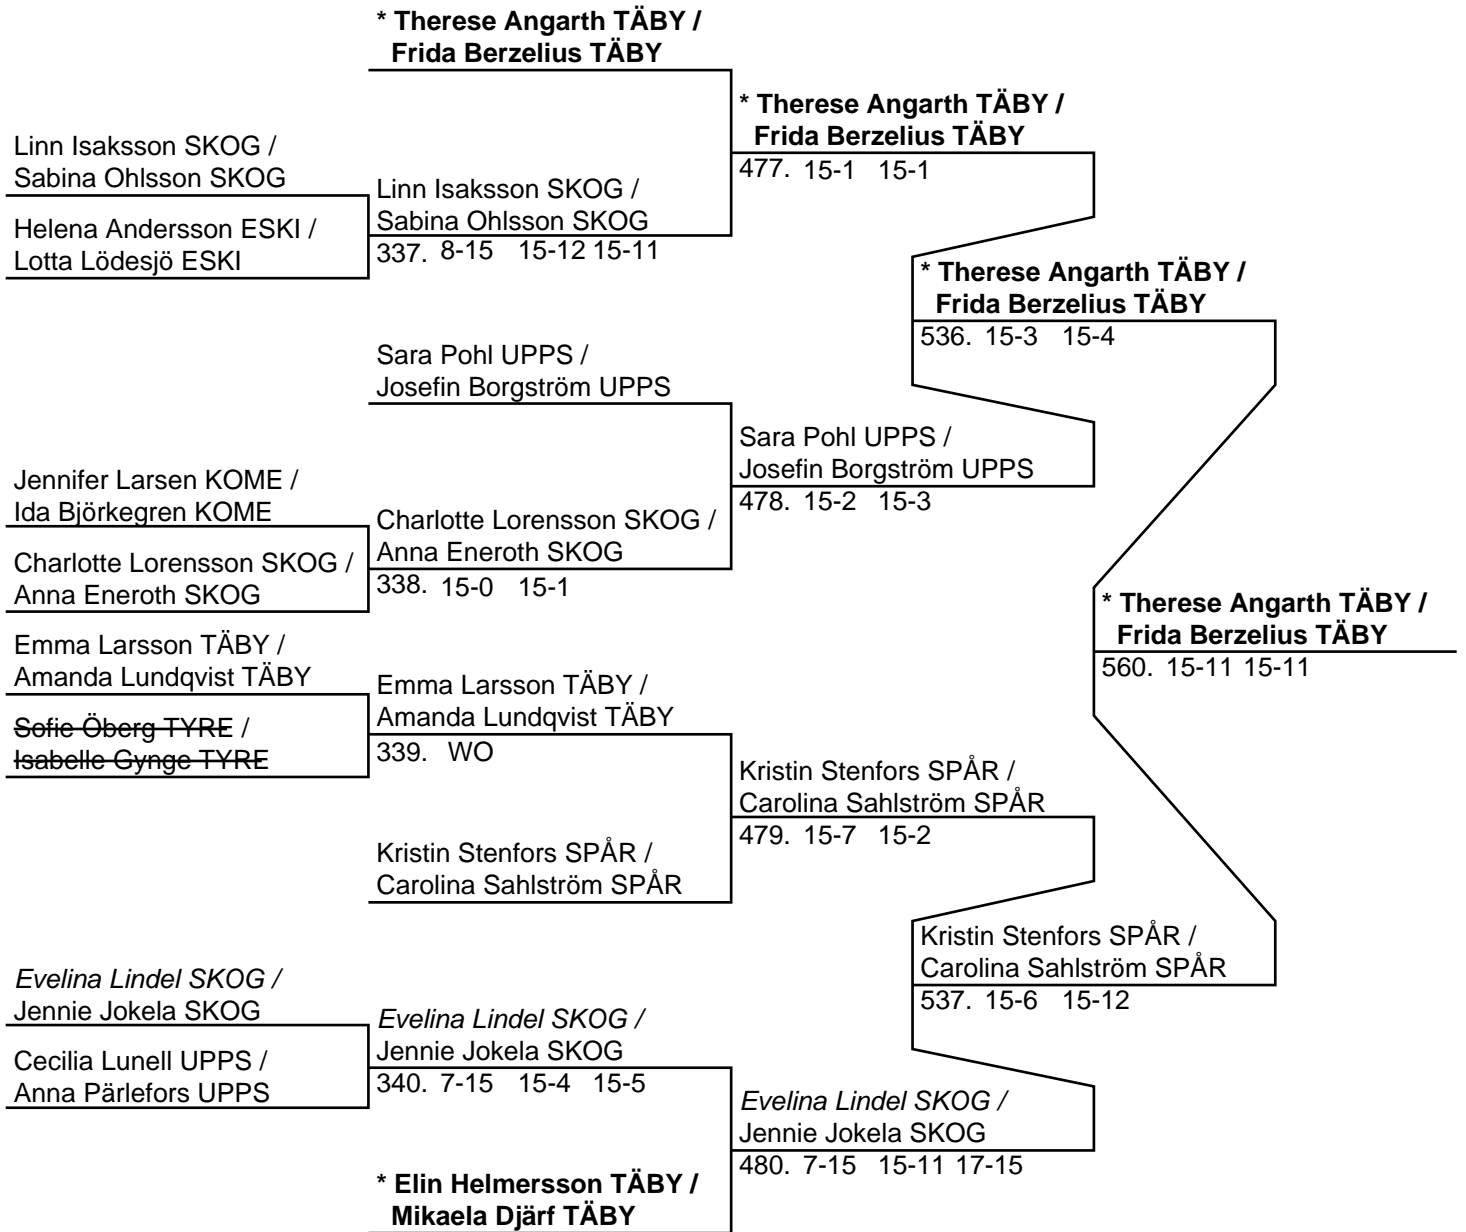 * Therese Angarth TÄBY /
Frida Berzelius TÄBY
Linn Isaksson SKOG /
Sabina Ohlsson SKOG
Helena Andersson ESKI /
Lotta Lödesjö ESKI
Linn Isaksson SKOG /
Sabina Ohlsson SKOG
337. 8-15 15-12 15-11
* Therese Angarth TÄBY /
Frida Berzelius TÄBY
477. 15-1 15-1
Sara Pohl UPPS /
Josefin Borgström UPPS
Jennifer Larsen KOME /
Ida Björkegren KOME
Charlotte Lorensson SKOG /
Anna Eneroth SKOG
Charlotte Lorensson SKOG /
Anna Eneroth SKOG
338. 15-0 15-1
Sara Pohl UPPS /
Josefin Borgström UPPS
478. 15-2 15-3
* Therese Angarth TÄBY /
Frida Berzelius TÄBY
536. 15-3 15-4
Emma Larsson TÄBY /
Amanda Lundqvist TÄBY
Sofie Öberg TYRE /
Isabelle Gynge TYRE
Emma Larsson TÄBY /
Amanda Lundqvist TÄBY
339. WO
Kristin Stenfors SPÅR /
Carolina Sahlström SPÅR
Kristin Stenfors SPÅR /
Carolina Sahlström SPÅR
479. 15-7 15-2
Evelina Lindel SKOG /
Jennie Jokela SKOG
Cecilia Lunell UPPS /
Anna Pärlefors UPPS
Evelina Lindel SKOG /
Jennie Jokela SKOG
340. 7-15 15-4 15-5
* Elin Helmersson TÄBY /
Mikaela Djärf TÄBY
Evelina Lindel SKOG /
Jennie Jokela SKOG
480. 7-15 15-11 17-15
Kristin Stenfors SPÅR /
Carolina Sahlström SPÅR
537. 15-6 15-12
* Therese Angarth TÄBY /
Frida Berzelius TÄBY
560. 15-11 15-11